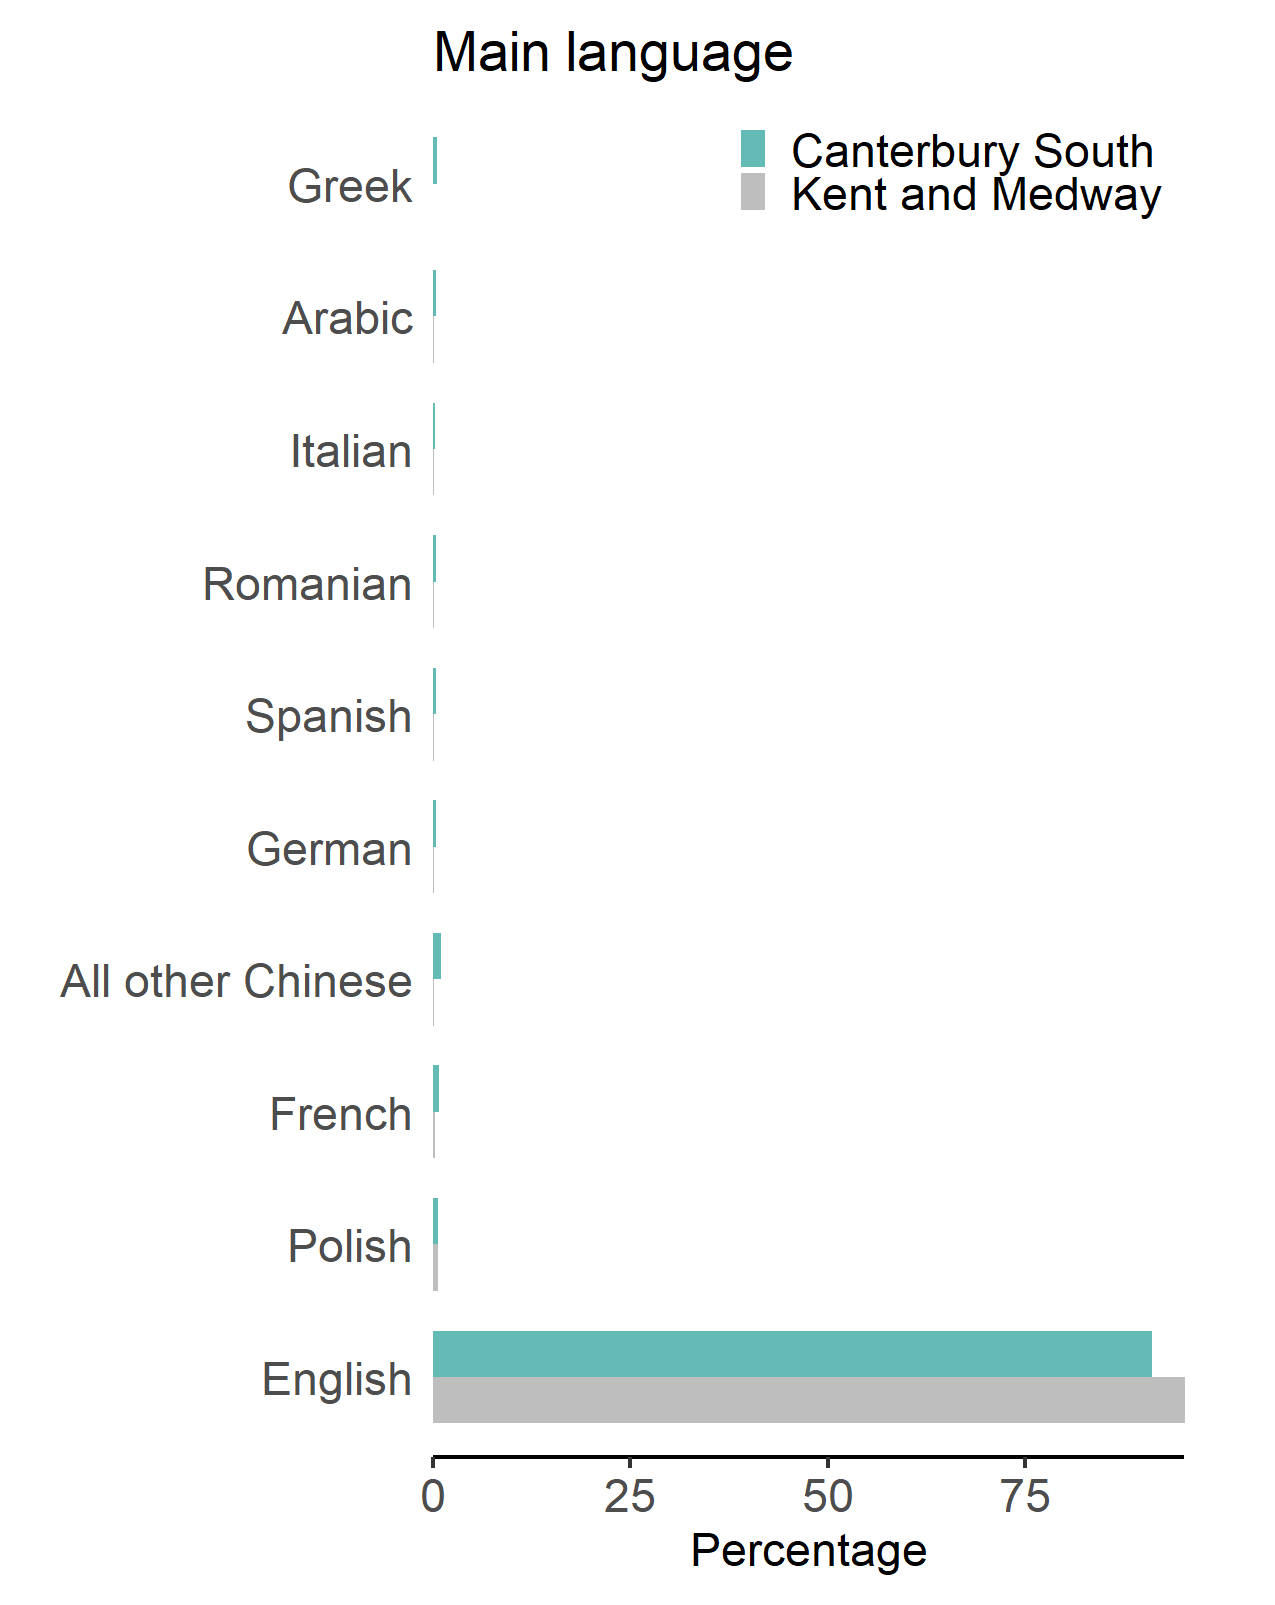 Main language
Canterbury South
Kent and Medway
Greek
Arabic
Italian
Romanian
Spanish
German
All other Chinese
French
Polish
English
0 25 50 75
Percentage